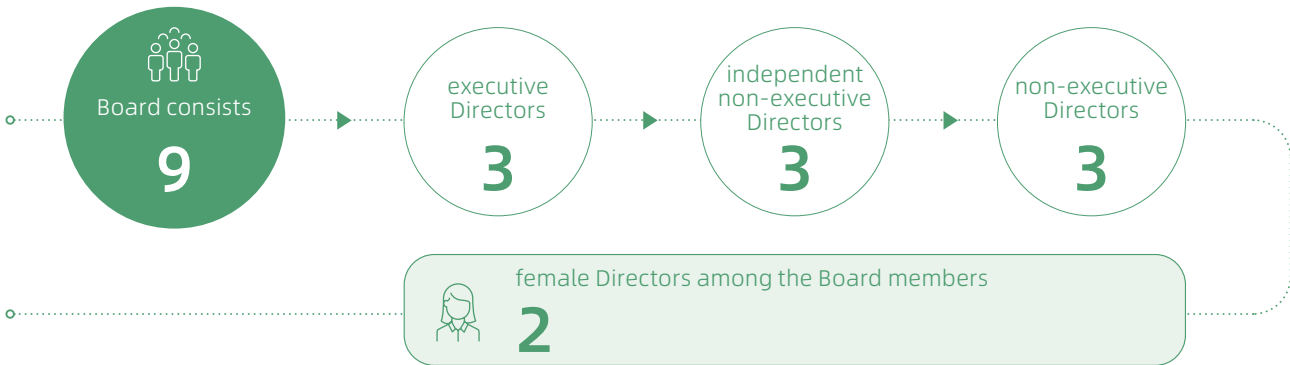 Board consists
9
executive
Directors
3
independent
non-executive
Directors
3
non-executive
Directors
3
female Directors among the Board members
2